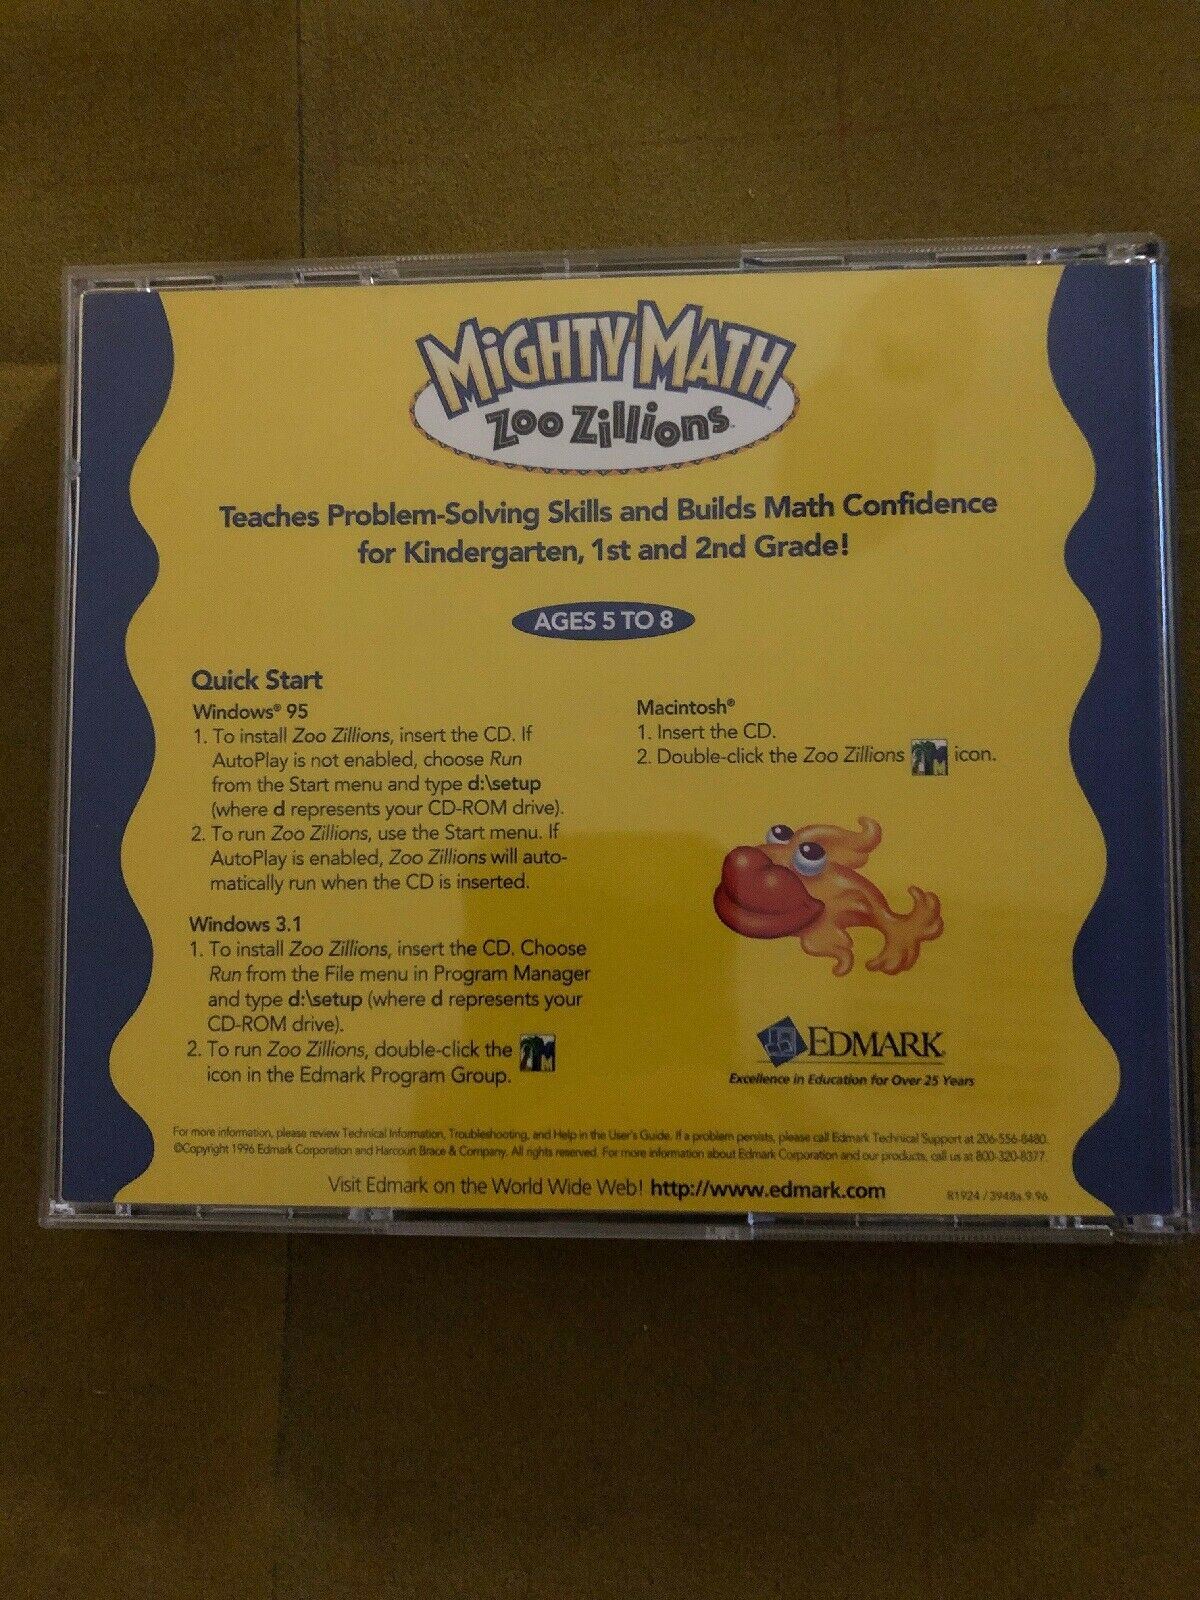 MIGHTY MATH
Zoo Zillions™
Teaches Problem-Solving Skills and Builds Math Confidence
for Kindergarten, 1st and 2nd Grade!
AGES 5 TO 8
Quick Start
Windows® 95
1. To install Zoo Zillions, insert the CD. If
AutoPlay is not enabled, choose Run
from the Start menu and type d:\setup
(where d represents your CD-ROM drive).
2. To run Zoo Zillions, use the Start menu. If
AutoPlay is enabled, Zoo Zillions will auto-
matically run when the CD is inserted.
Windows 3.1
1. To install Zoo Zillions, insert the CD. Choose
Run from the File menu in Program Manager
and type d:\setup (where d represents your
CD-ROM drive).
2. To run Zoo Zillions, double-click the
icon in the Edmark Program Group.
Macintosh®
1. Insert the CD.
2. Double-click the Zoo Zillions icon.
EDMARK®
Excellence in Education for Over 25 Years
For more information, please review Technical Information, Troubleshooting, and Help in the User's Guide. If a problem persists, please call Edmark Technical Support at 206-556-8480.
©Copyright 1996 Edmark Corporation and Harcourt Brace & Company. All rights reserved. For more information about Edmark Corporation and our products, call us at 800-320-8377.
Visit Edmark on the World Wide Web! http://www.edmark.com
81924 / 3948a.9.96